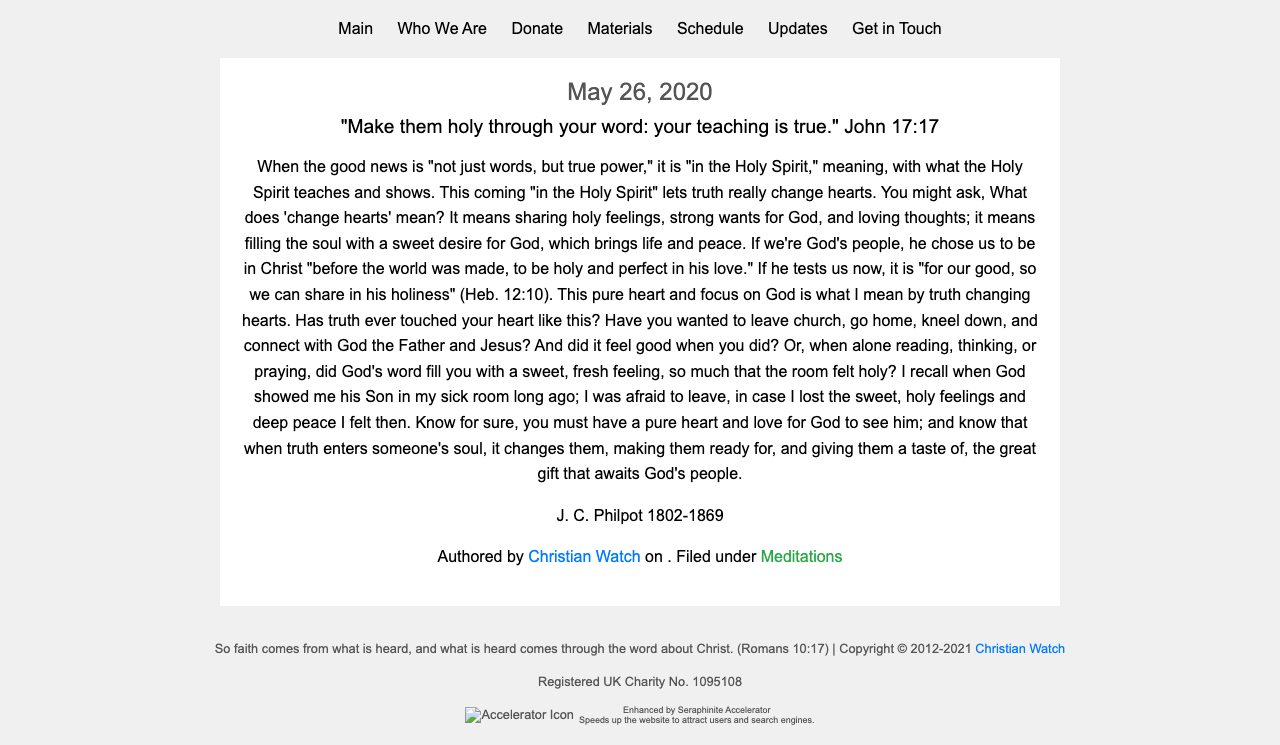 Main Who We Are Donate Materials Schedule Updates Get in Touch
May 26, 2020
"Make them holy through your word: your teaching is true." John 17:17
When the good news is "not just words, but true power," it is "in the Holy Spirit," meaning, with what the Holy
Spirit teaches and shows. This coming "in the Holy Spirit" lets truth really change hearts. You might ask, What
does 'change hearts' mean? It means sharing holy feelings, strong wants for God, and loving thoughts; it means
filling the soul with a sweet desire for God, which brings life and peace. If we're God's people, he chose us to be
in Christ "before the world was made, to be holy and perfect in his love." If he tests us now, it is "for our good, so
we can share in his holiness" (Heb. 12:10). This pure heart and focus on God is what I mean by truth changing
hearts. Has truth ever touched your heart like this? Have you wanted to leave church, go home, kneel down, and
connect with God the Father and Jesus? And did it feel good when you did? Or, when alone reading, thinking, or
praying, did God's word fill you with a sweet, fresh feeling, so much that the room felt holy? I recall when God
showed me his Son in my sick room long ago; I was afraid to leave, in case I lost the sweet, holy feelings and
deep peace I felt then. Know for sure, you must have a pure heart and love for God to see him; and know that
when truth enters someone's soul, it changes them, making them ready for, and giving them a taste of, the great
gift that awaits God's people.
J. C. Philpot 1802-1869
Authored by Christian Watch on . Filed under Meditations
So faith comes from what is heard, and what is heard comes through the word about Christ. (Romans 10:17) | Copyright © 2012-2021 Christian Watch
Registered UK Charity No. 1095108
Accelerator Icon
Enhanced by Seraphinite Accelerator
Speeds up the website to attract users and search engines.